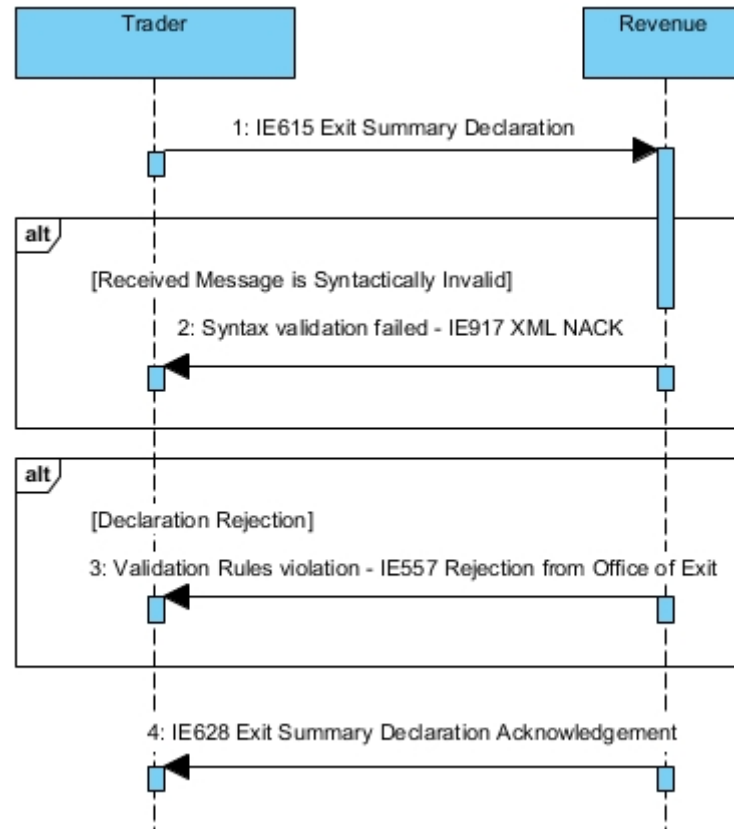 Trader
Revenue
1: IE615 Exit Summary Declaration
alt
[Received Message is Syntactically Invalid]
2: Syntax validation failed - IE917 XML NACK
alt
[Declaration Rejection]
3: Validation Rules violation - IE557 Rejection from Office of Exit
4: IE628 Exit Summary Declaration Acknowledgement